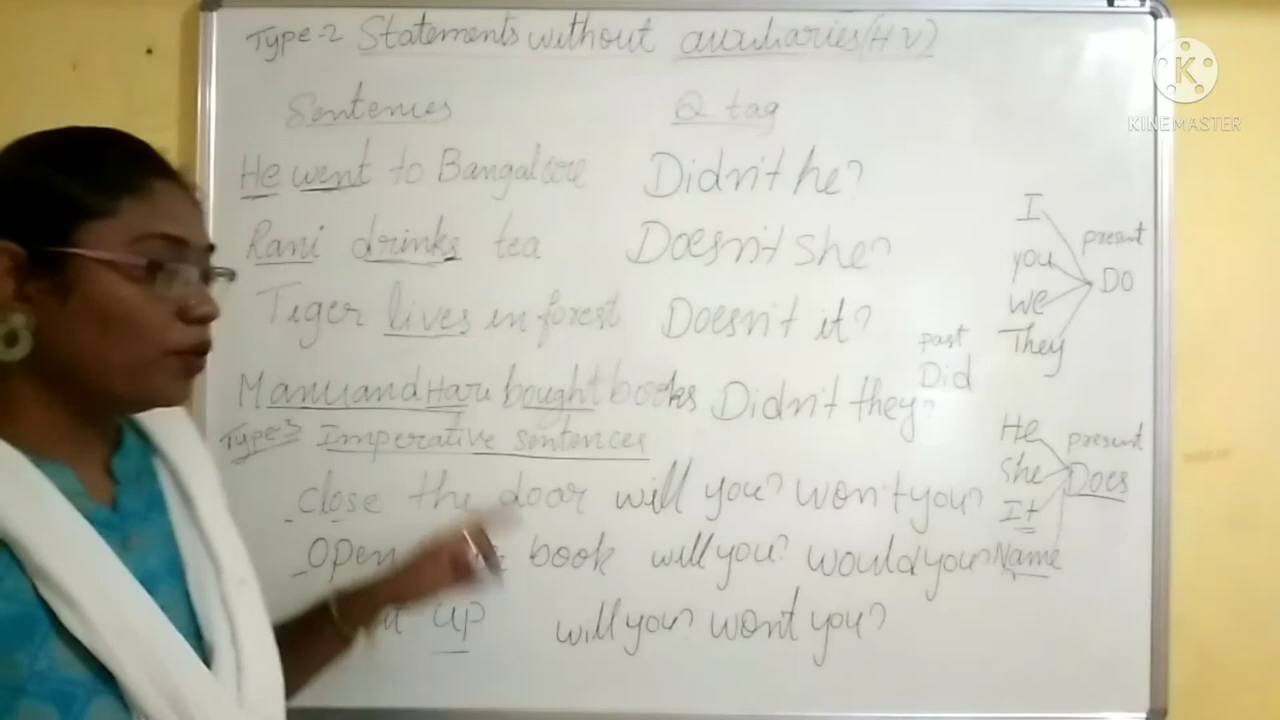 Type-2 Statements without auxiliaries(H V)
Sentences Q tag
He went to Bangalore Didn't he?
Rani drinks tea Doesn't she?
Tiger lives in forest Doesn't it?
Manu and Hari bought books Didn't they?
Type-3 Imperative sentences
close the door will you? won't you?
Open book will you? would you?
up will you? won't you?
I
you
we
They
present
DO
past
Did
He
She
It
Name
present
Does
K
KINEMASTER